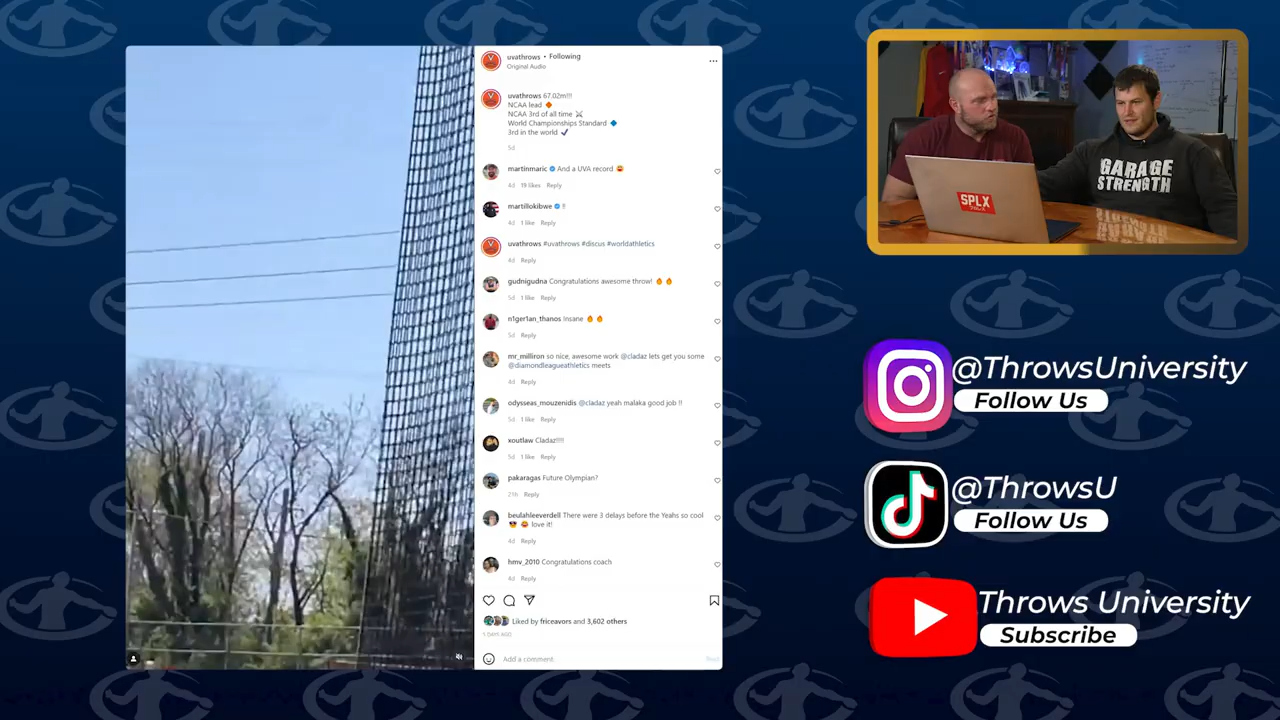 uvathrows • Following
Original Audio
uvathrows 67.02m!!!
NCAA lead
NCAA 3rd of all time
World Championships Standard
3rd in the world
5d
martinmaric And a UVA record
4d 19 likes Reply
martillokibwe !!
4d 1 like Reply
uvathrows #uvathrows #discus #worldathletics
4d Reply
gudnigudna Congratulations awesome throw!
5d 1 like Reply
n1ger1an_thanos Insane
5d Reply
mr_milliron so nice, awesome work @cladaz lets get you some
@diamondleagueathletics meets
4d Reply
odysseas_mouzenidis @cladaz yeah malaka good job !!
5d 1 like Reply
xoutlaw Cladaz!!!!
5d 1 like Reply
pakaragas Future Olympian?
21h Reply
beulahleeverdell There were 3 delays before the Yeahs so cool
love it!
4d Reply
hmv_2010 Congratulations coach
4d Reply
Liked by friceavors and 3,602 others
5 DAYS AGO
Add a comment
Post
SPLX
GARAGE
STRENGTH
@ThrowsUniversity
Follow Us
@ThrowsU
Follow Us
Throws University
Subscribe